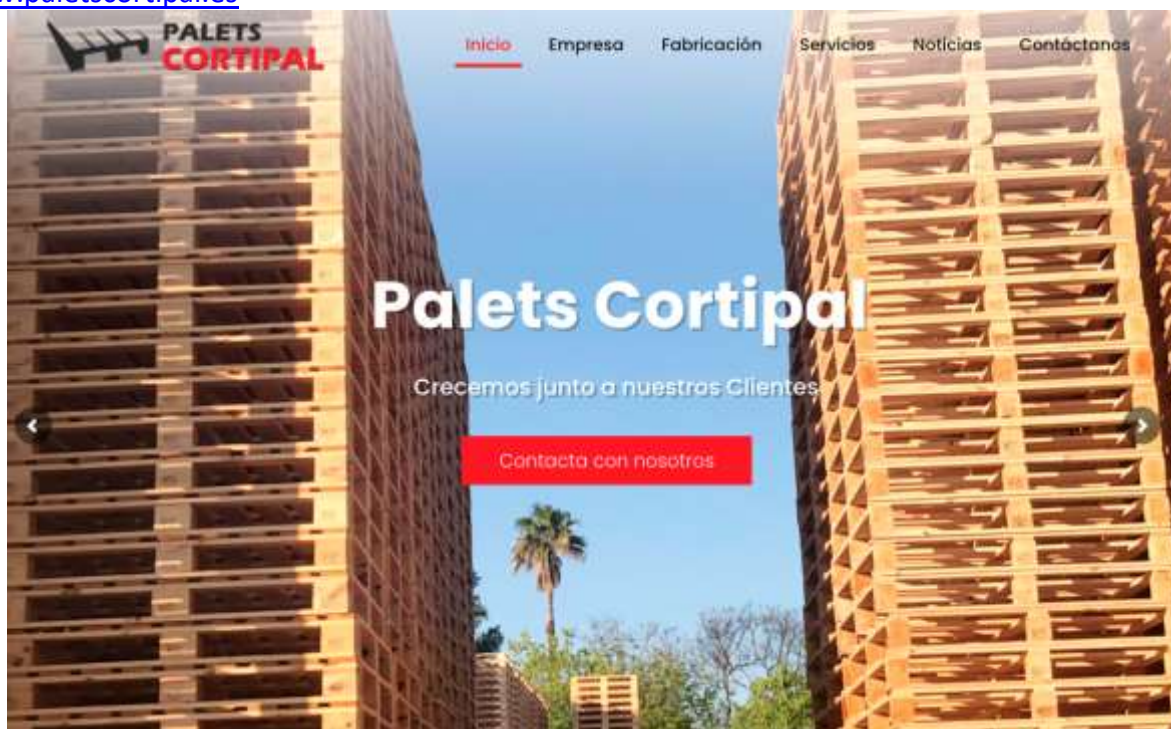 PALETS
CORTIPAL
Inicio Empresa Fabricación Servicios Noticias Contáctanos
Palets Cortipal
Crecemos junto a nuestros Clientes
Contacta con nosotros